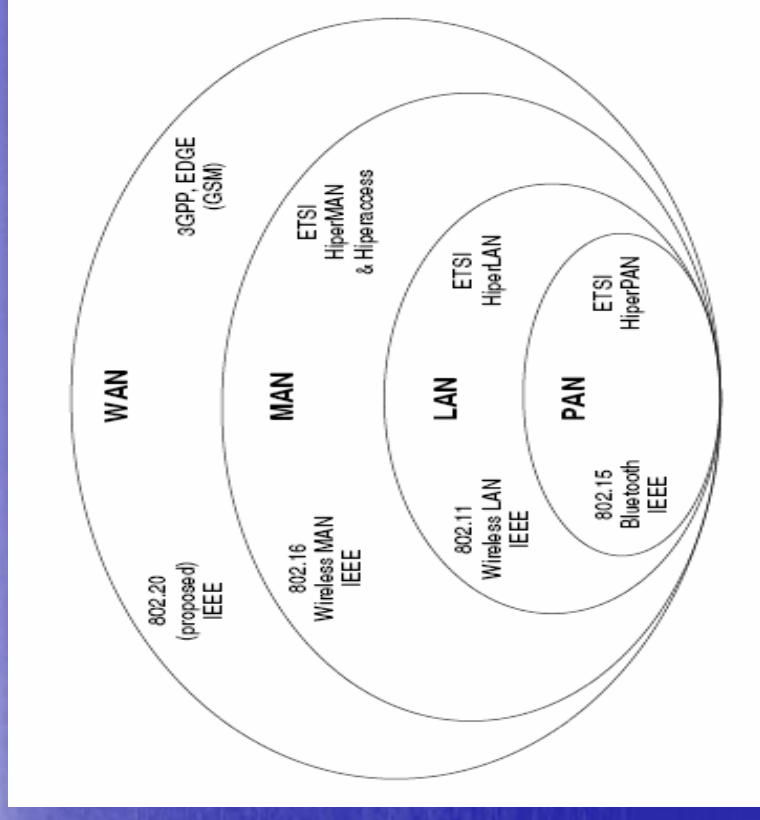 WAN
802.20
(proposed)
IEEE
3GPP, EDGE
(GSM)
MAN
802.16
Wireless MAN
IEEE
ETSI
HiperMAN
& Hiperaccess
LAN
802.11
Wireless LAN
IEEE
ETSI
HiperLAN
PAN
802.15
Bluetooth
IEEE
ETSI
HiperPAN